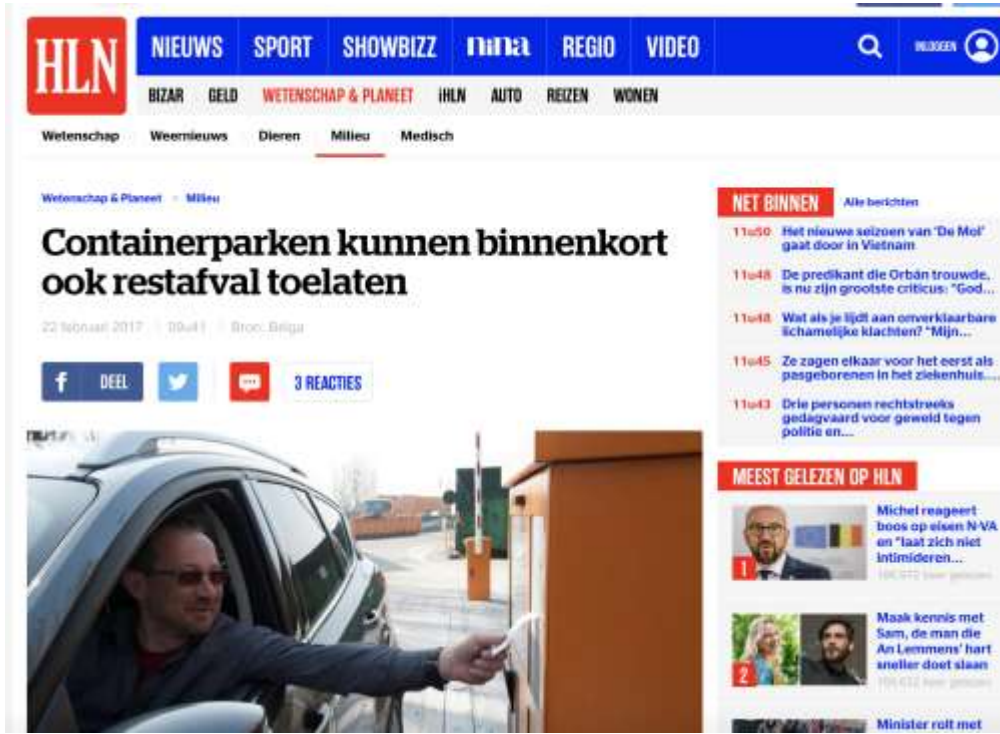 HLN
NIEUWS SPORT SHOWBIZZ nina REGIO VIDEO INLOGGEN
BIZAR GELD WETENSCHAP & PLANEET iHLN AUTO REIZEN WONEN
Wetenschap Weernieuws Dieren Milieu Medisch
Wetenschap & Planeet Milieu
Containerparken kunnen binnenkort
ook restafval toelaten
22 februari 2017 09u41 Bron: Belga
DEEL
3 REACTIES
NET BINNEN Alle berichten
11u50 Het nieuwe seizoen van 'De Mol'
gaat door in Vietnam
11u48 De predikant die Orbán trouwde,
is nu zijn grootste criticus: "God...
11u48 Wat als je lijdt aan onverklaarbare
lichamelijke klachten? "Mijn...
11u45 Ze zagen elkaar voor het eerst als
pasgeborenen in het ziekenhuis....
11u43 Drie personen rechtstreeks
gedagvaard voor geweld tegen
politie en...
MEEST GELEZEN OP HLN
1
Michel reageert
boos op eisen N-VA
en "laat zich niet
intimideren...
2
Maak kennis met
Sam, de man die
An Lemmens' hart
sneller doet slaan
Minister rolt met